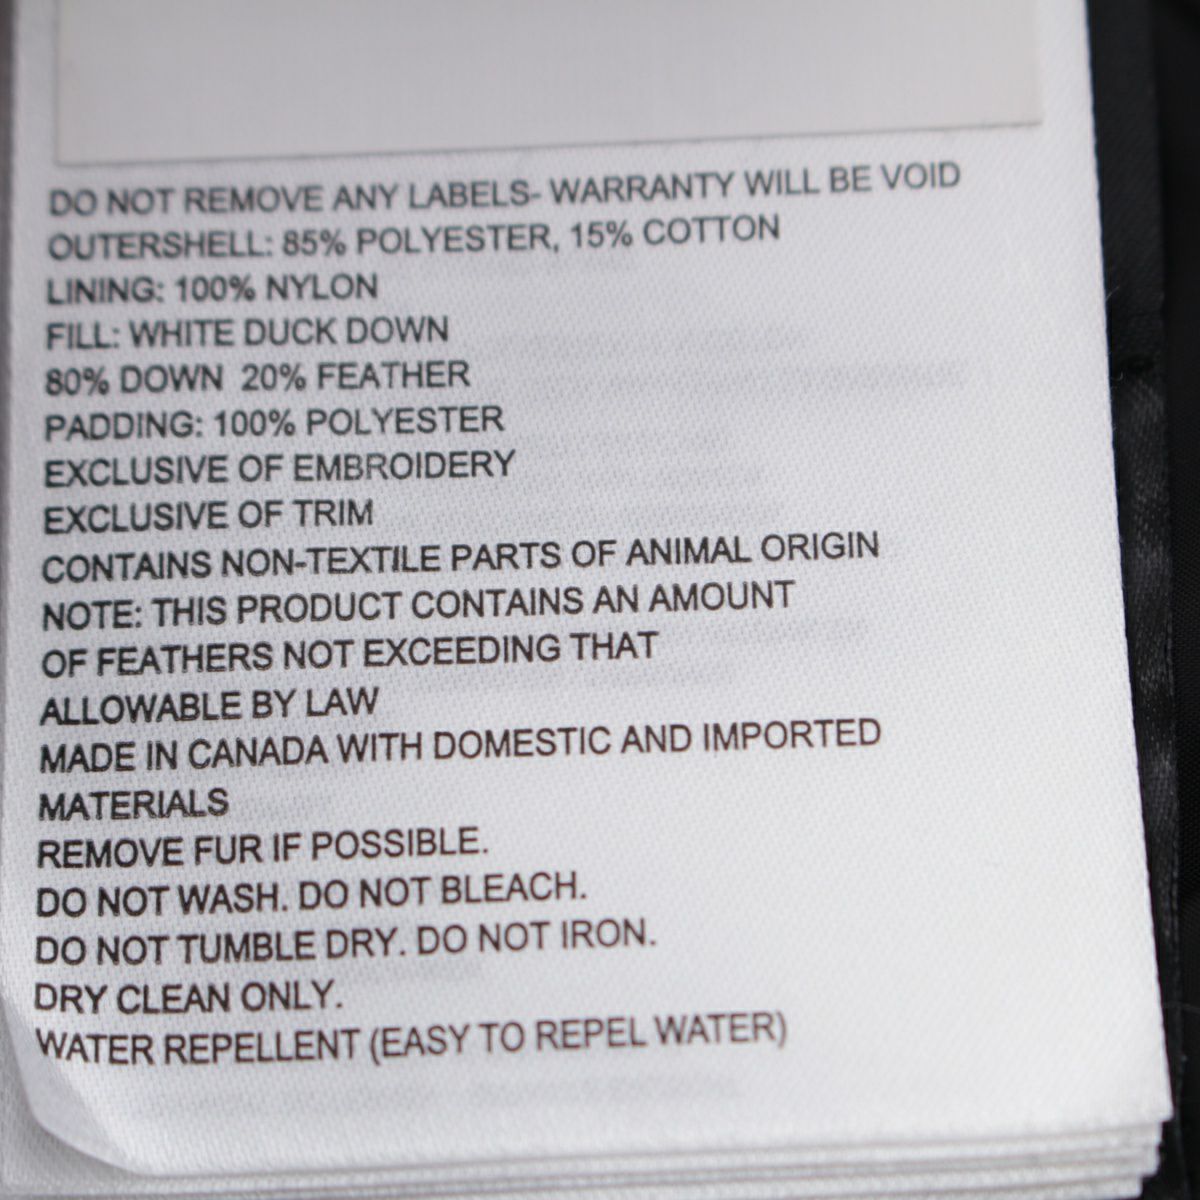 DO NOT REMOVE ANY LABELS- WARRANTY WILL BE VOID
OUTERSHELL: 85% POLYESTER, 15% COTTON
LINING: 100% NYLON
FILL: WHITE DUCK DOWN
80% DOWN  20% FEATHER
PADDING: 100% POLYESTER
EXCLUSIVE OF EMBROIDERY
EXCLUSIVE OF TRIM
CONTAINS NON-TEXTILE PARTS OF ANIMAL ORIGIN
NOTE: THIS PRODUCT CONTAINS AN AMOUNT
OF FEATHERS NOT EXCEEDING THAT
ALLOWABLE BY LAW
MADE IN CANADA WITH DOMESTIC AND IMPORTED
MATERIALS
REMOVE FUR IF POSSIBLE.
DO NOT WASH. DO NOT BLEACH.
DO NOT TUMBLE DRY. DO NOT IRON.
DRY CLEAN ONLY.
WATER REPELLENT (EASY TO REPEL WATER)